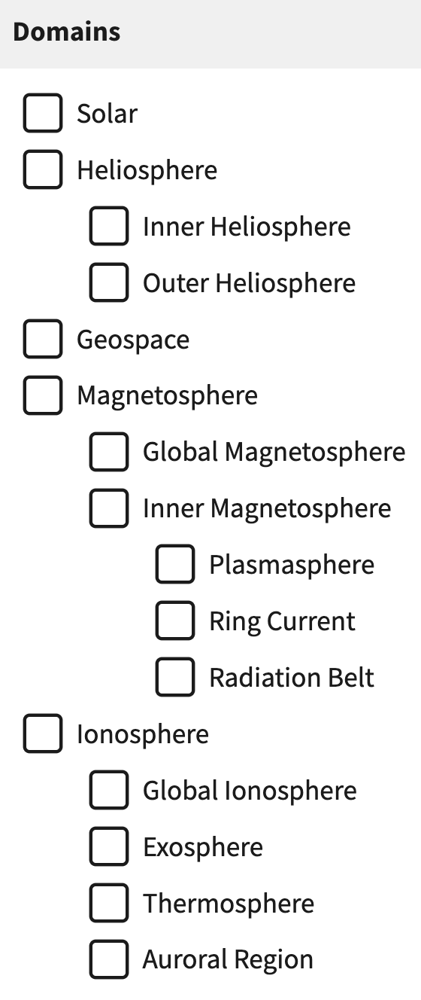 Domains
Solar
Heliosphere
Inner Heliosphere
Outer Heliosphere
Geospace
Magnetosphere
Global Magnetosphere
Inner Magnetosphere
Plasmasphere
Ring Current
Radiation Belt
Ionosphere
Global Ionosphere
Exosphere
Thermosphere
Auroral Region